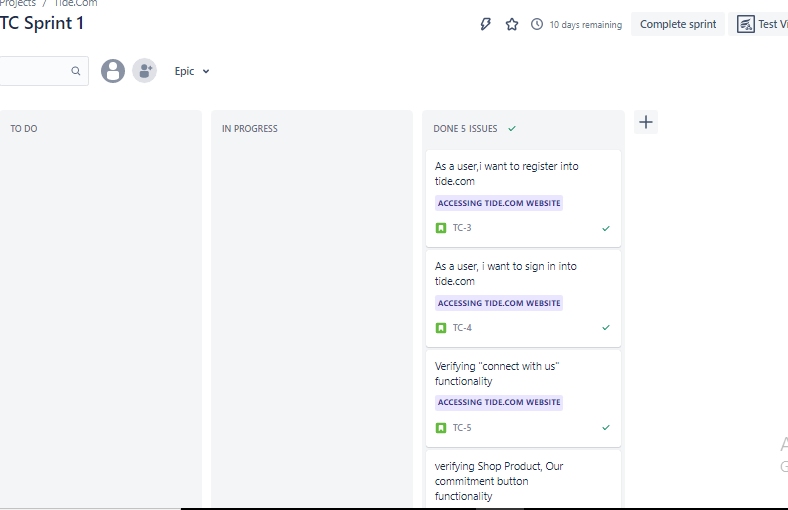 Projects / Tide.Com
TC Sprint 1
10 days remaining
Complete sprint
Test Vi
Epic
TO DO
IN PROGRESS
DONE 5 ISSUES
As a user,i want to register into
tide.com
ACCESSING TIDE.COM WEBSITE
TC-3
As a user, i want to sign in into
tide.com
ACCESSING TIDE.COM WEBSITE
TC-4
Verifying "connect with us"
functionality
ACCESSING TIDE.COM WEBSITE
TC-5
verifying Shop Product, Our
commitment button
functionality
A
G